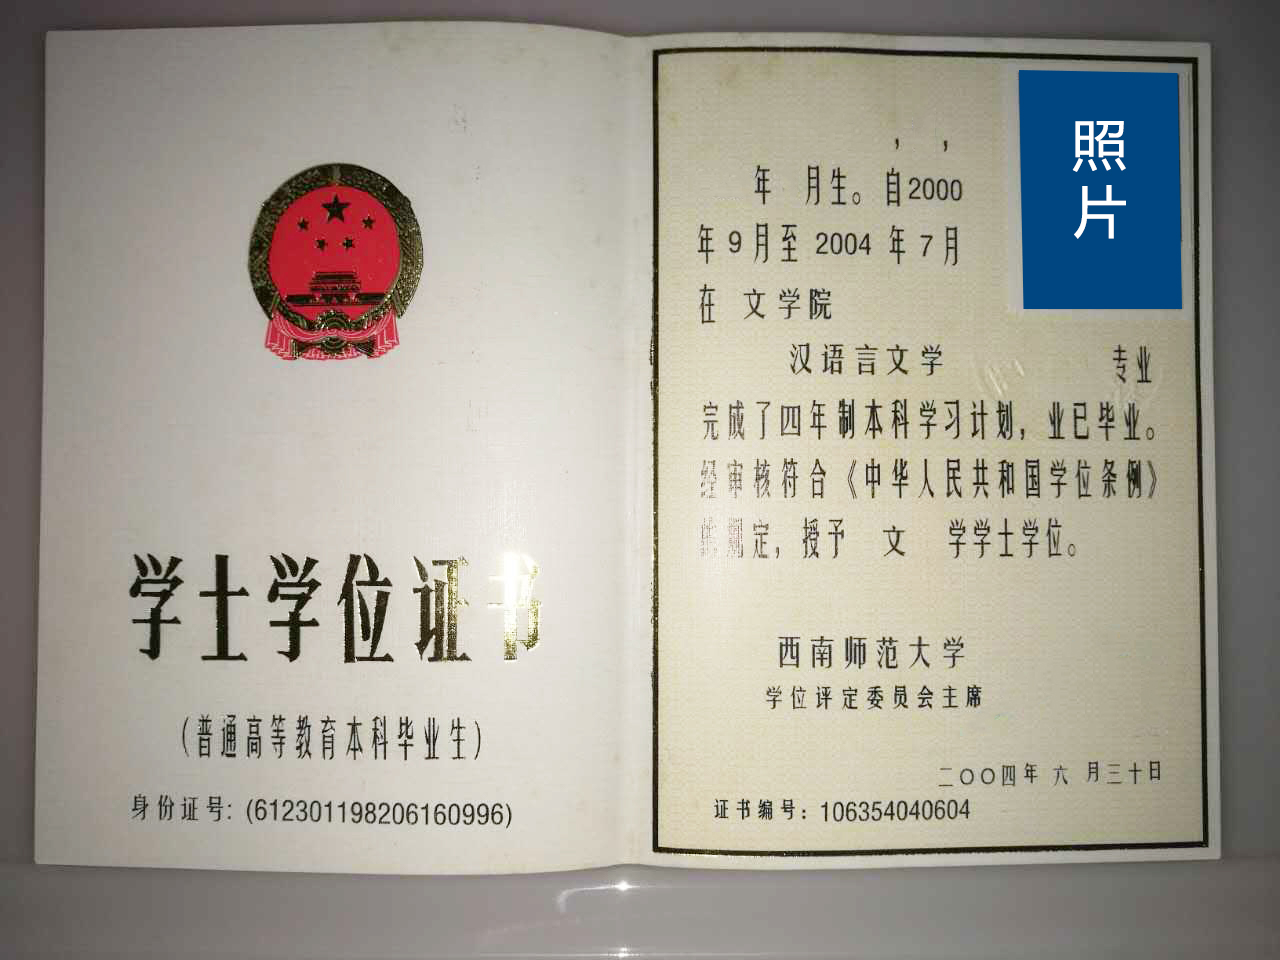 学士学位证书
(普通高等教育本科毕业生)
身份证号: (612301198206160996)
照
片
, ,
年 月生。自2000
年9月至 2004 年7月
在 文学院
汉语言文学 专业
完成了四年制本科学习计划, 业已毕业。
经审核符合《中华人民共和国学位条例》
的规定, 授予 文 学学士学位。
西南师范大学
学位评定委员会主席
二〇〇四年 六 月三十日
证书编号: 106354040604